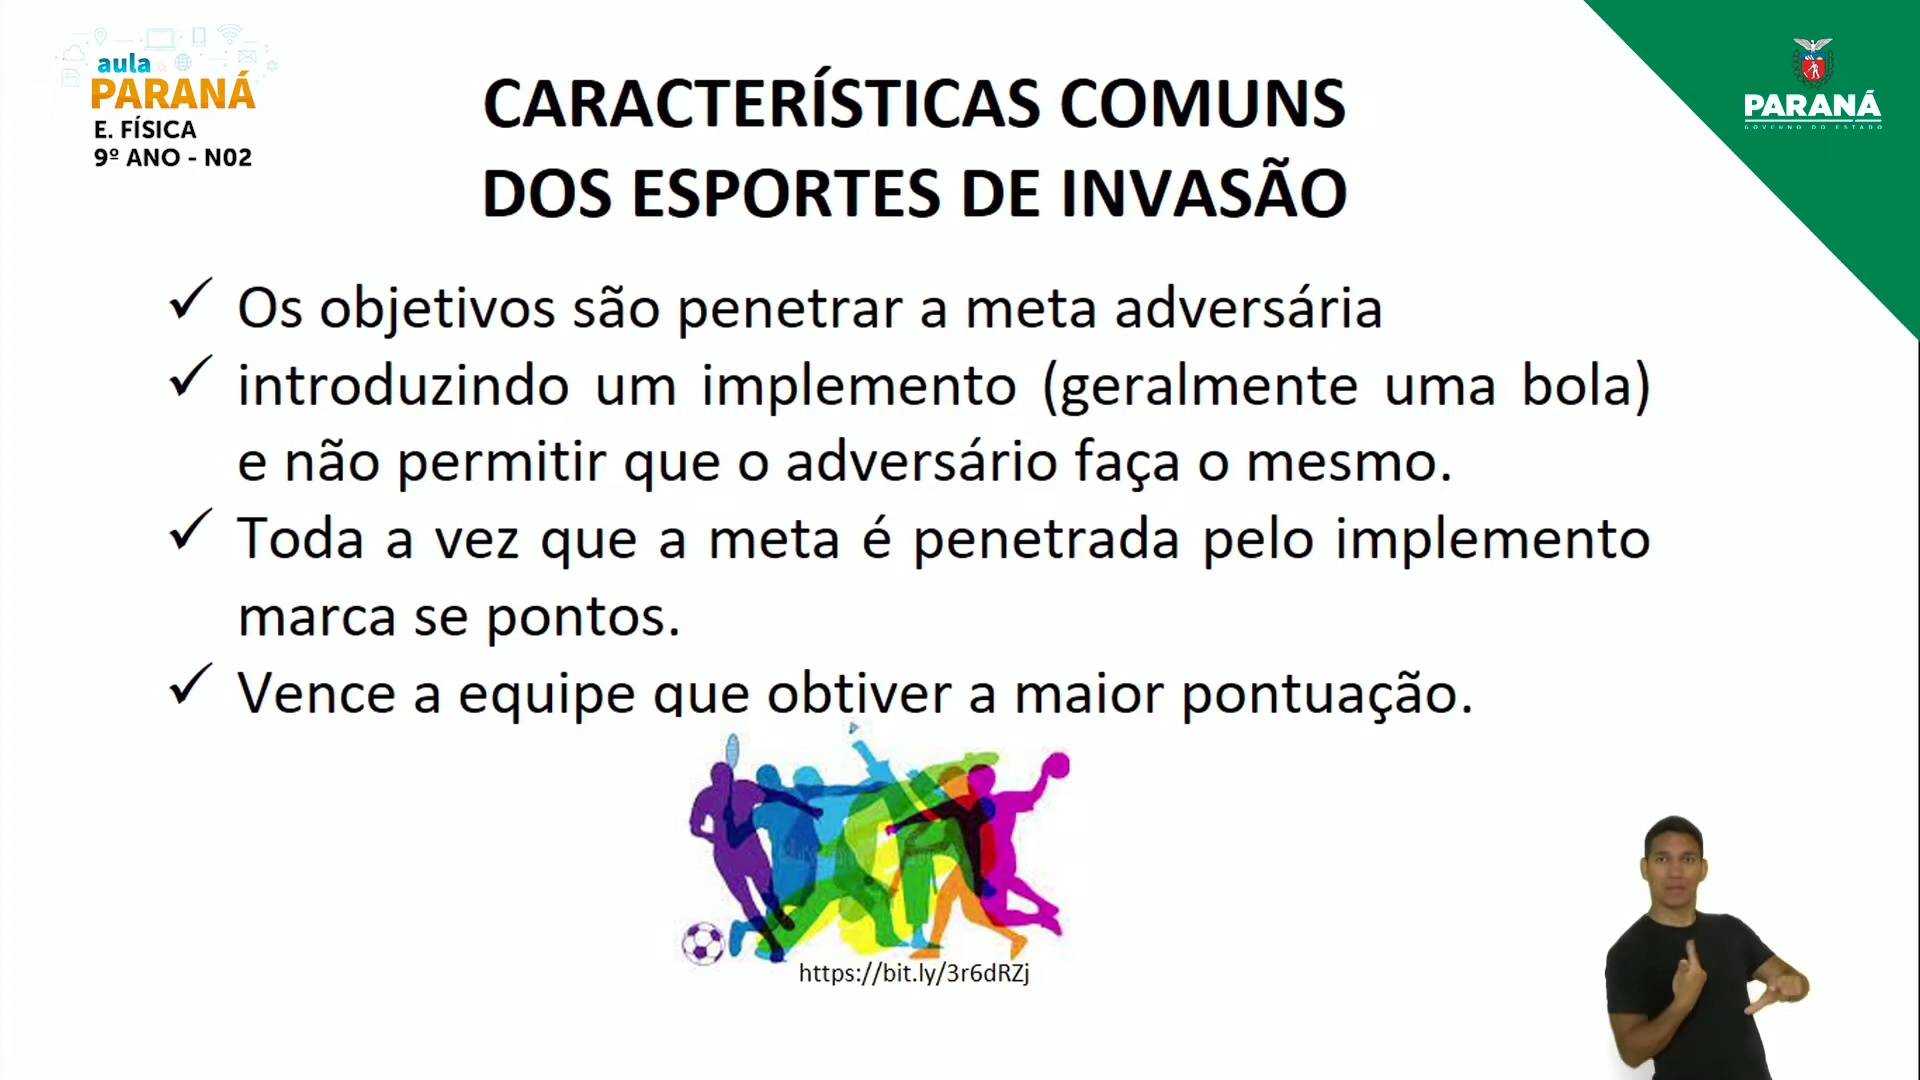 aula
PARANÁ
E. FÍSICA
9º ANO - N02
PARANÁ
GOVERNO DO ESTADO
CARACTERÍSTICAS COMUNS
DOS ESPORTES DE INVASÃO
✓ Os objetivos são penetrar a meta adversária
✓ introduzindo um implemento (geralmente uma bola)
e não permitir que o adversário faça o mesmo.
✓ Toda a vez que a meta é penetrada pelo implemento
marca se pontos.
✓ Vence a equipe que obtiver a maior pontuação.
https://bit.ly/3r6dRZj